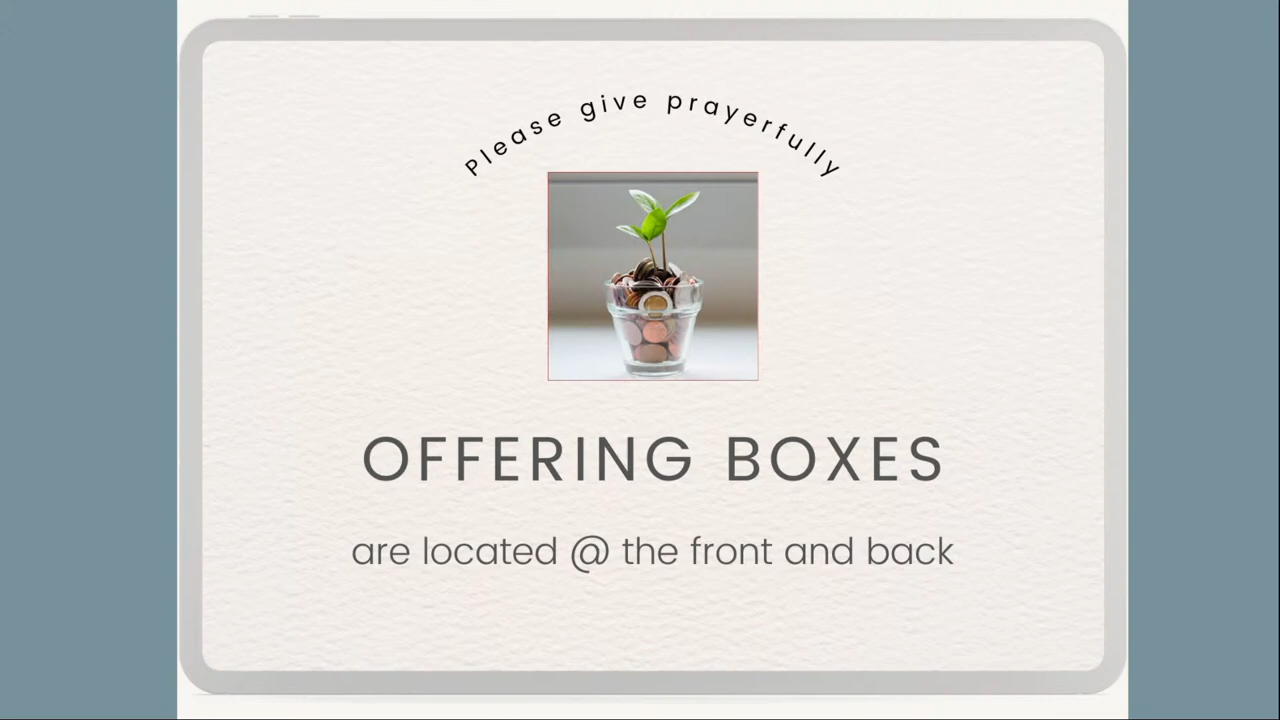 Please give prayerfully
OFFERING BOXES
are located @ the front and back